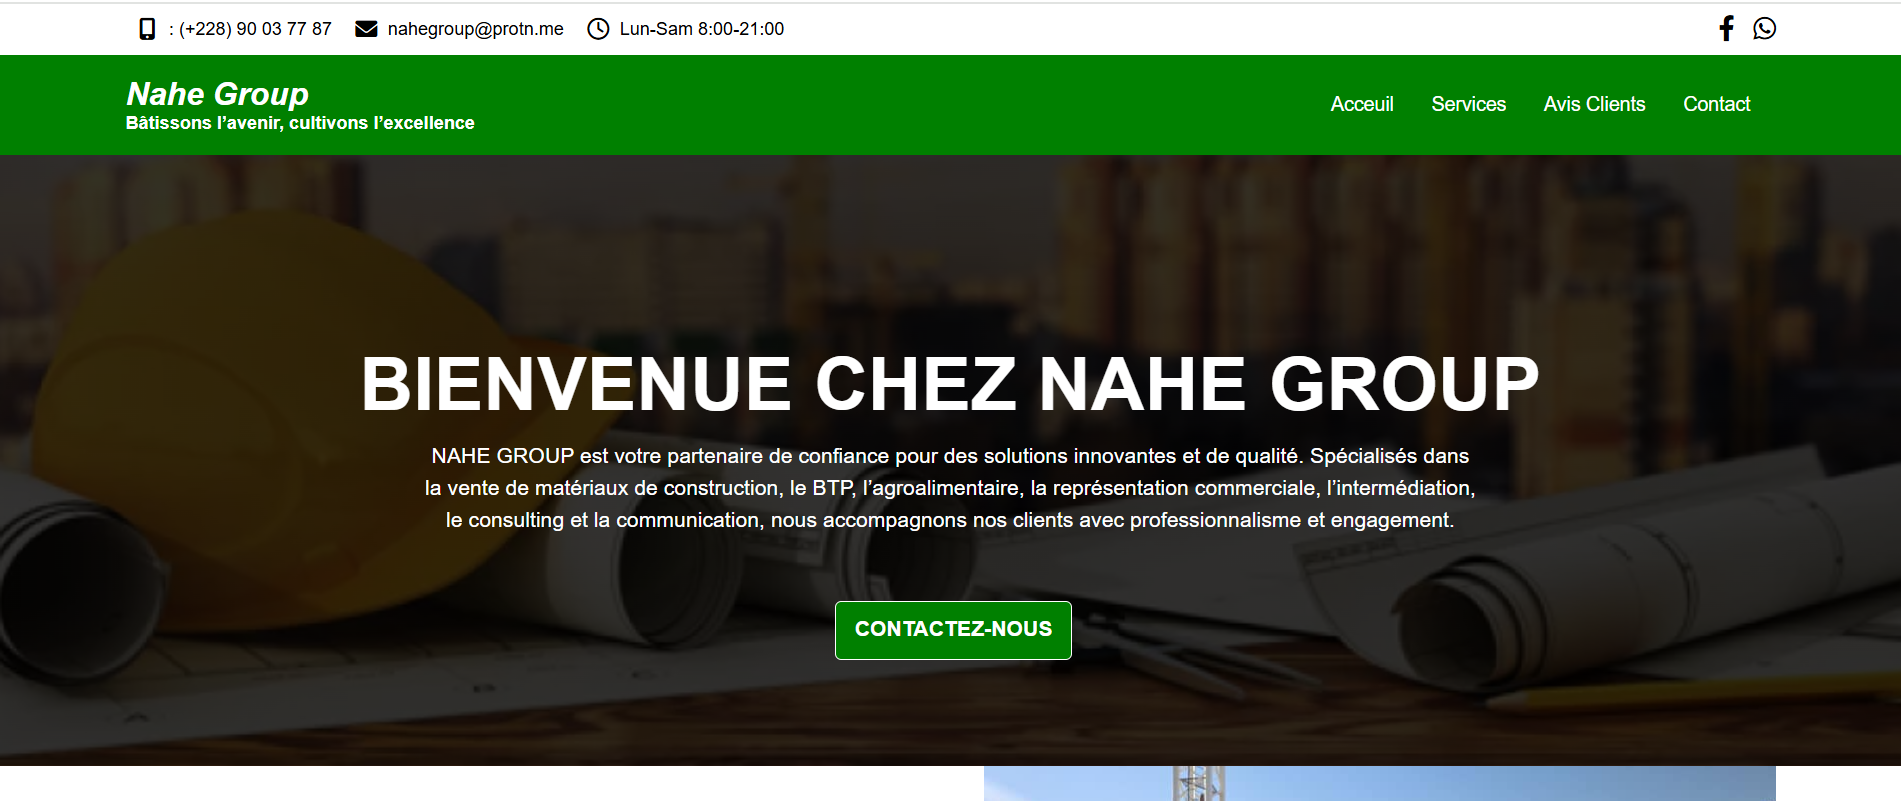 : (+228) 90 03 77 87 nahegroup@protn.me Lun-Sam 8:00-21:00
Nahe Group
Bâtissons l’avenir, cultivons l’excellence
Acceuil Services Avis Clients Contact
BIENVENUE CHEZ NAHE GROUP
NAHE GROUP est votre partenaire de confiance pour des solutions innovantes et de qualité. Spécialisés dans
la vente de matériaux de construction, le BTP, l’agroalimentaire, la représentation commerciale, l’intermédiation,
le consulting et la communication, nous accompagnons nos clients avec professionnalisme et engagement.
CONTACTEZ-NOUS